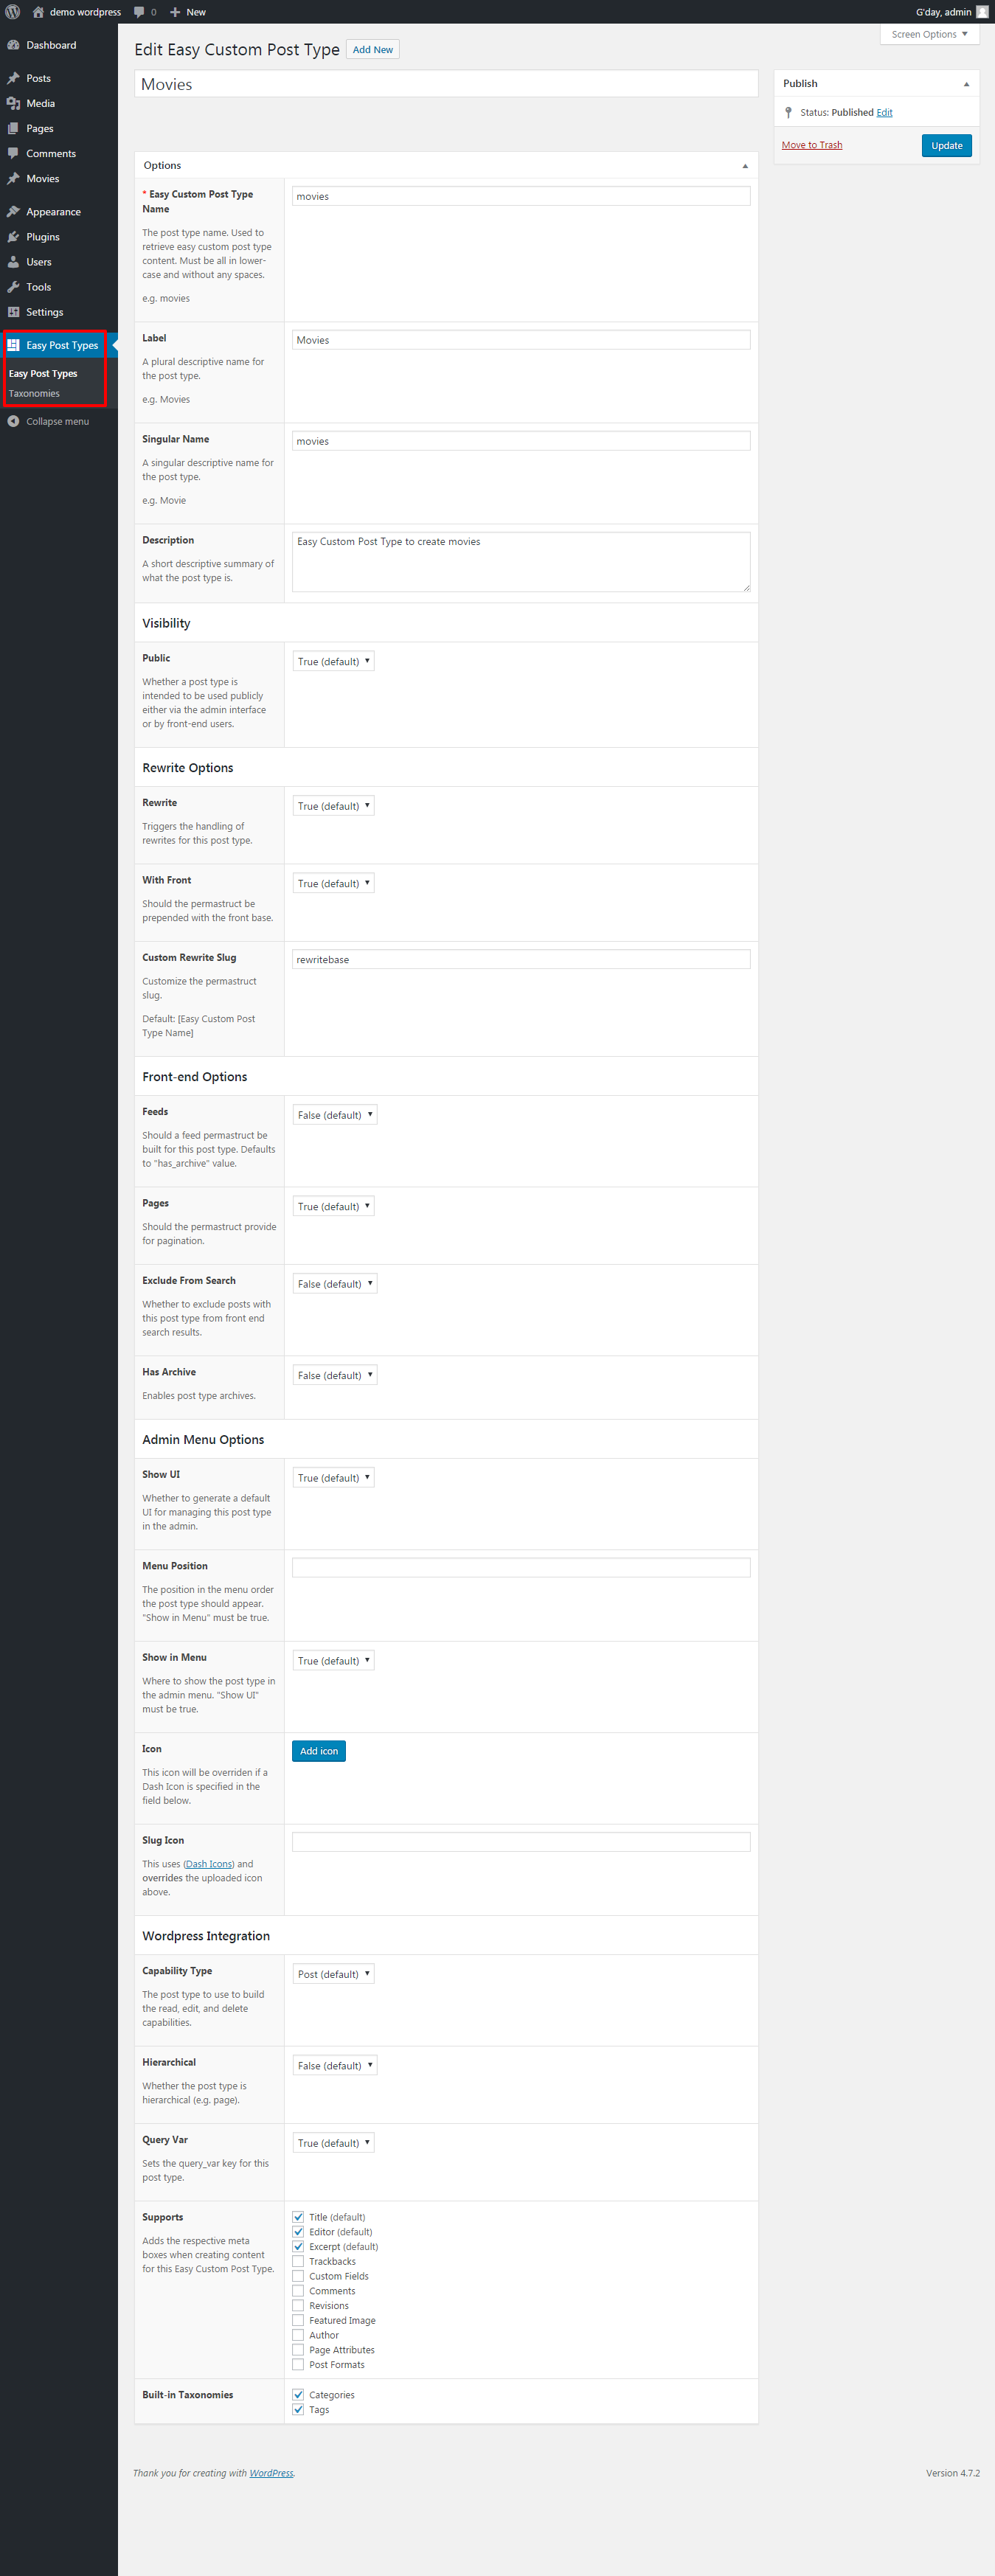 demo wordpress
0
New
G'day, admin
Screen Options
Dashboard
Posts
Media
Pages
Comments
Movies
Appearance
Plugins
Users
Tools
Settings
Easy Post Types
Easy Post Types
Taxonomies
Collapse menu
Edit Easy Custom Post Type
Add New
Movies
Publish
Status: Published Edit
Move to Trash
Update
Options
* Easy Custom Post Type
Name
The post type name. Used to
retrieve easy custom post type
content. Must be all in lower-
case and without any spaces.
e.g. movies
movies
Label
A plural descriptive name for
the post type.
e.g. Movies
Movies
Singular Name
A singular descriptive name for
the post type.
e.g. Movie
movies
Description
A short descriptive summary of
what the post type is.
Easy Custom Post Type to create movies
Visibility
Public
Whether a post type is
intended to be used publicly
either via the admin interface
or by front-end users.
True (default)
Rewrite Options
Rewrite
Triggers the handling of
rewrites for this post type.
True (default)
With Front
Should the permastruct be
prepended with the front base.
True (default)
Custom Rewrite Slug
Customize the permastruct
slug.
Default: [Easy Custom Post
Type Name]
rewritebase
Front-end Options
Feeds
Should a feed permastruct be
built for this post type. Defaults
to "has_archive" value.
False (default)
Pages
Should the permastruct provide
for pagination.
True (default)
Exclude From Search
Whether to exclude posts with
this post type from front end
search results.
False (default)
Has Archive
Enables post type archives.
False (default)
Admin Menu Options
Show UI
Whether to generate a default
UI for managing this post type
in the admin.
True (default)
Menu Position
The position in the menu order
the post type should appear.
"Show in Menu" must be true.
Show in Menu
Where to show the post type in
the admin menu. "Show UI"
must be true.
True (default)
Icon
This icon will be overriden if a
Dash Icon is specified in the
field below.
Add icon
Slug Icon
This uses (Dash Icons) and
overrides the uploaded icon
above.
Wordpress Integration
Capability Type
The post type to use to build
the read, edit, and delete
capabilities.
Post (default)
Hierarchical
Whether the post type is
hierarchical (e.g. page).
False (default)
Query Var
Sets the query_var key for this
post type.
True (default)
Supports
Adds the respective meta
boxes when creating content
for this Easy Custom Post Type.
Title (default)
Editor (default)
Excerpt (default)
Trackbacks
Custom Fields
Comments
Revisions
Featured Image
Author
Page Attributes
Post Formats
Built-in Taxonomies
Categories
Tags
Thank you for creating with WordPress.
Version 4.7.2